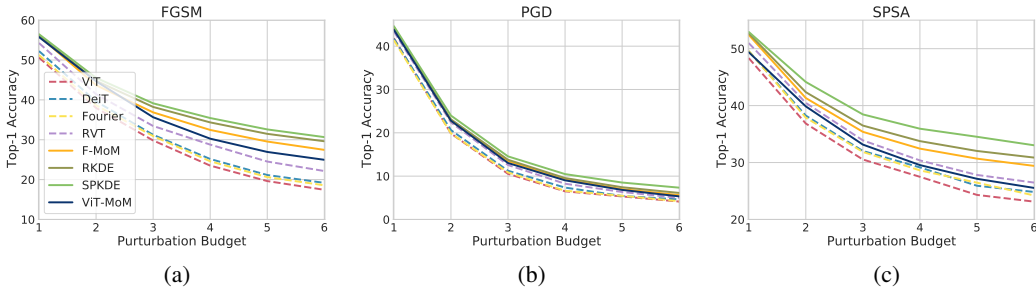 FGSM
60
50
40
30
20
10
Top-1 Accuracy
ViT
DeiT
Fourier
RVT
F-MoM
RKDE
SPKDE
ViT-MoM
1 2 3 4 5 6
Purturbation Budget
(a)
PGD
40
30
20
10
0
Top-1 Accuracy
1 2 3 4 5 6
Purturbation Budget
(b)
SPSA
50
40
30
20
Top-1 Accuracy
1 2 3 4 5 6
Purturbation Budget
(c)